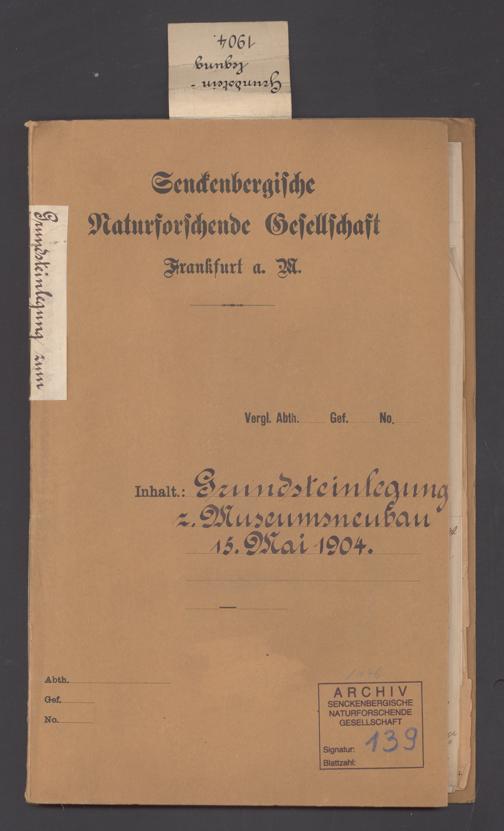 Grundstein-
legung
1904.
Senckenbergische
Naturforschende Gesellschaft
Frankfurt a. M.
Grundsteinlegung zum
Vergl. Abth. Gef. No.
Inhalt.: Grundsteinlegung
z. Museumsneubau
15. Mai 1904.
Abth.
Gef.
No.
ARCHIV
SENCKENBERGISCHE
NATURFORSCHENDE
GESELLSCHAFT
Signatur: 139
Blattzahl: